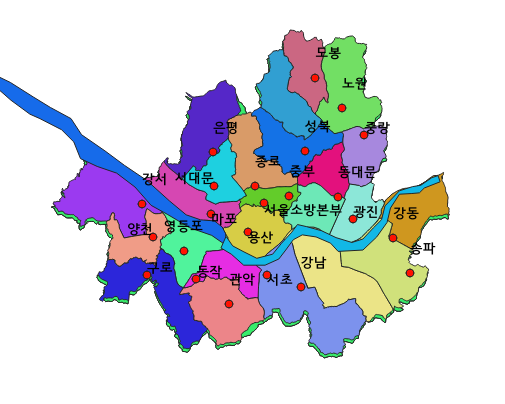 도봉
노원
은평
성북
중랑
종로
중부
동대문
강서
서대문
마포
서울소방본부
광진
강동
양천
영등포
용산
송파
구로
동작
관악
서초
강남